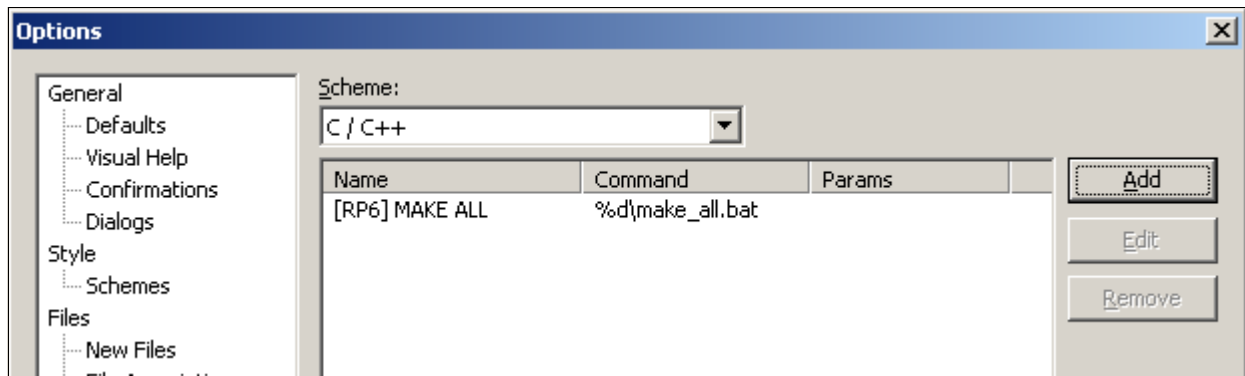 Options
General
Defaults
Visual Help
Confirmations
Dialogs
Style
Schemes
Files
New Files
Scheme:
C / C++
Name Command Params
[RP6] MAKE ALL %d\make_all.bat
Add
Edit
Remove